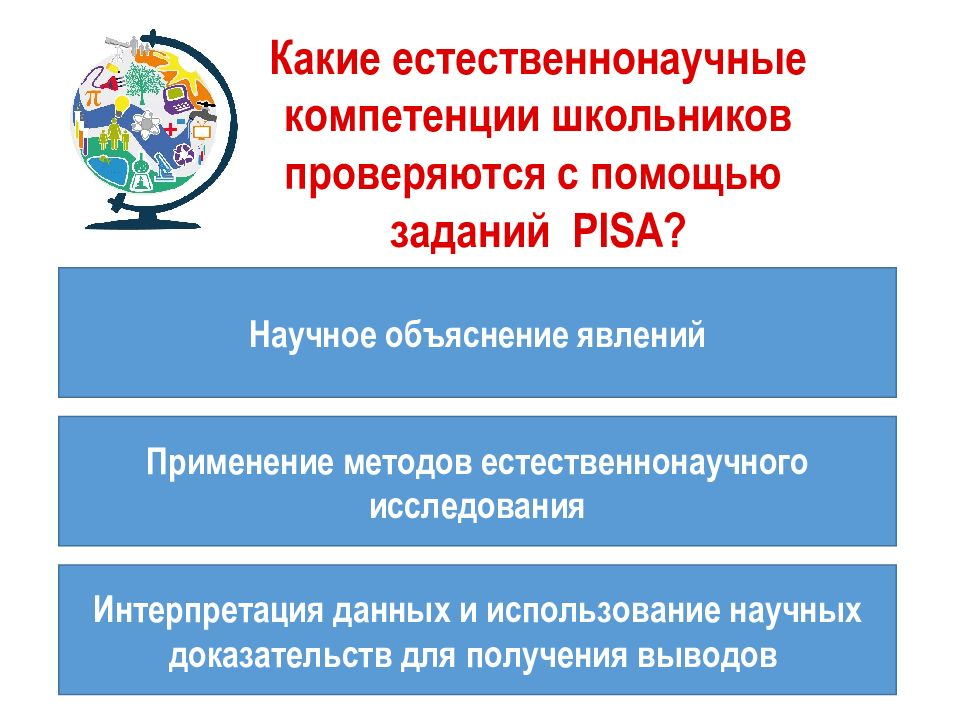 Какие естественнонаучные
компетенции школьников
проверяются с помощью
заданий PISA?
π
Научное объяснение явлений
Применение методов естественнонаучного
исследования
Интерпретация данных и использование научных
доказательств для получения выводов